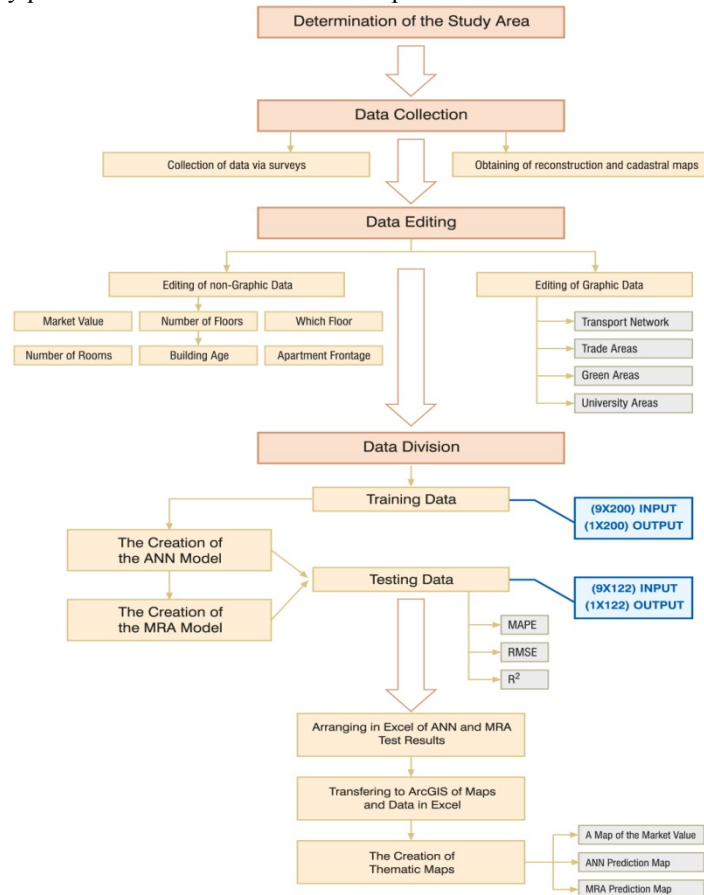 Determination of the Study Area
Data Collection
Collection of data via surveys
Obtaining of reconstruction and cadastral maps
Data Editing
Editing of non-Graphic Data
Editing of Graphic Data
Market Value
Number of Floors
Which Floor
Number of Rooms
Building Age
Apartment Frontage
Transport Network
Trade Areas
Green Areas
University Areas
Data Division
Training Data
(9X200) INPUT
(1X200) OUTPUT
The Creation of
the ANN Model
The Creation of
the MRA Model
Testing Data
(9X122) INPUT
(1X122) OUTPUT
MAPE
RMSE
R²
Arranging in Excel of ANN and MRA
Test Results
Transfering to ArcGIS of Maps
and Data in Excel
The Creation of
Thematic Maps
A Map of the Market Value
ANN Prediction Map
MRA Prediction Map